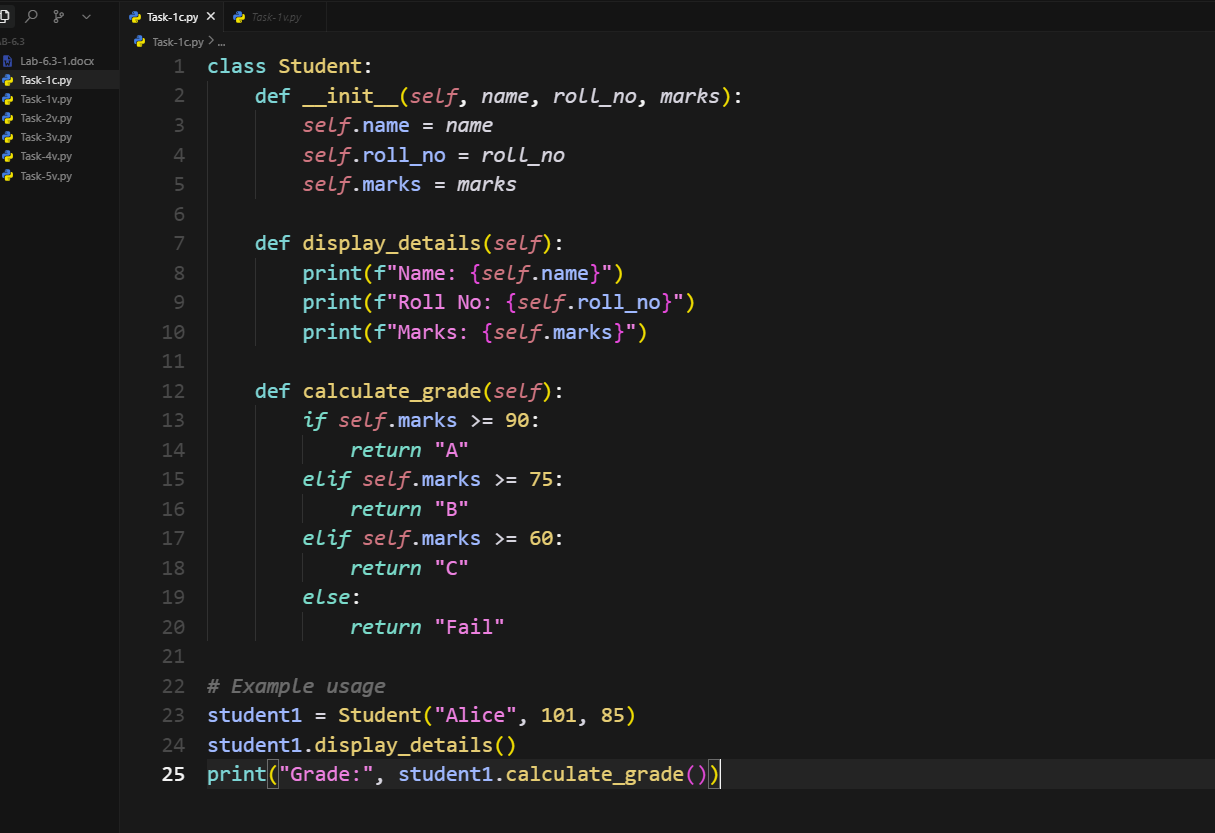 B-6.3
Lab-6.3-1.docx
Task-1c.py
Task-1v.py
Task-2v.py
Task-3v.py
Task-4v.py
Task-5v.py
Task-1c.py ✕ Task-1v.py
Task-1c.py > ...
1 class Student:
2     def __init__(self, name, roll_no, marks):
3         self.name = name
4         self.roll_no = roll_no
5         self.marks = marks
6
7     def display_details(self):
8         print(f"Name: {self.name}")
9         print(f"Roll No: {self.roll_no}")
10         print(f"Marks: {self.marks}")
11
12     def calculate_grade(self):
13         if self.marks >= 90:
14             return "A"
15         elif self.marks >= 75:
16             return "B"
17         elif self.marks >= 60:
18             return "C"
19         else:
20             return "Fail"
21
22 # Example usage
23 student1 = Student("Alice", 101, 85)
24 student1.display_details()
25 print("Grade:", student1.calculate_grade())